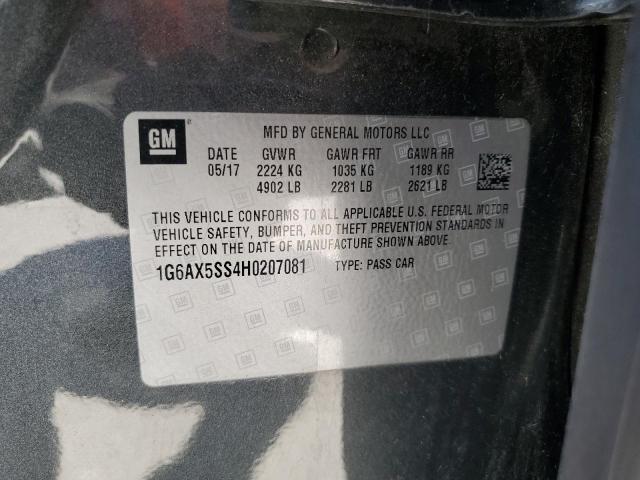 GM ®
MFD BY GENERAL MOTORS LLC
DATE GVWR GAWR FRT GAWR RR
05/17 2224 KG 1035 KG 1189 KG
4902 LB 2281 LB 2621 LB
THIS VEHICLE CONFORMS TO ALL APPLICABLE U.S. FEDERAL MOTOR
VEHICLE SAFETY, BUMPER, AND THEFT PREVENTION STANDARDS IN
EFFECT ON THE DATE OF MANUFACTURE SHOWN ABOVE.
1G6AX5SS4H0207081 TYPE: PASS CAR